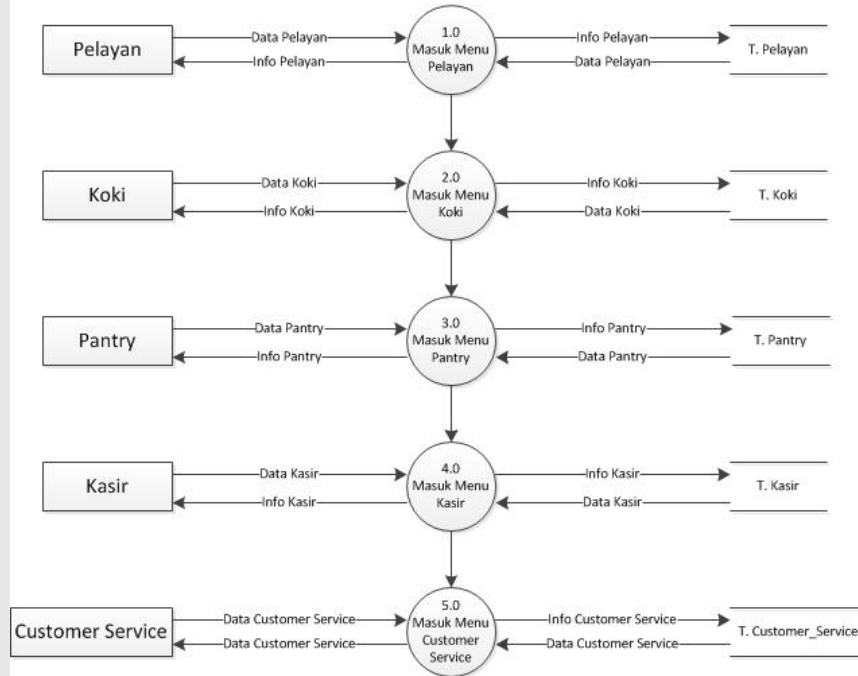 Pelayan
Data Pelayan
Info Pelayan
1.0
Masuk Menu
Pelayan
Info Pelayan
Data Pelayan
T. Pelayan
Koki
Data Koki
Info Koki
2.0
Masuk Menu
Koki
Info Koki
Data Koki
T. Koki
Pantry
Data Pantry
Info Pantry
3.0
Masuk Menu
Pantry
Info Pantry
Data Pantry
T. Pantry
Kasir
Data Kasir
Info Kasir
4.0
Masuk Menu
Kasir
Info Kasir
Data Kasir
T. Kasir
Customer Service
Data Customer Service
Data Customer Service
5.0
Masuk Menu
Customer
Service
Info Customer Service
Data Customer Service
T. Customer_Service